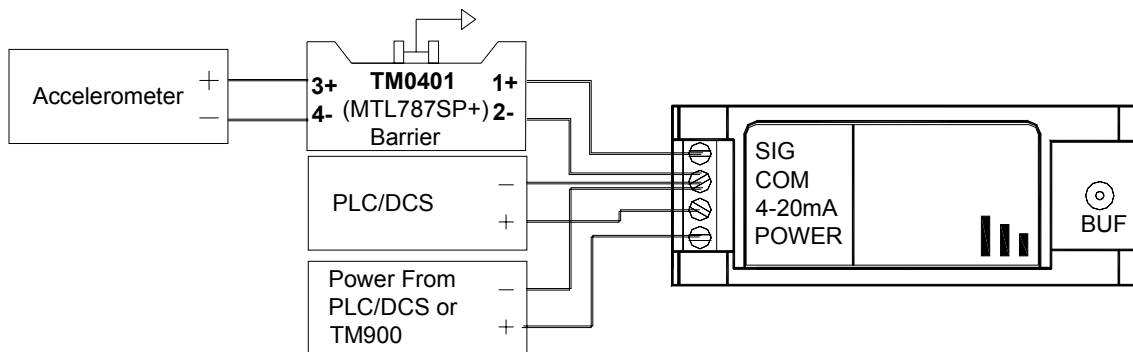 Accelerometer
+
−
3+
4-
TM0401
(MTL787SP+)
Barrier
1+
2-
PLC/DCS
−
+
Power From
PLC/DCS or
TM900
−
+
SIG
COM
4-20mA
POWER
BUF